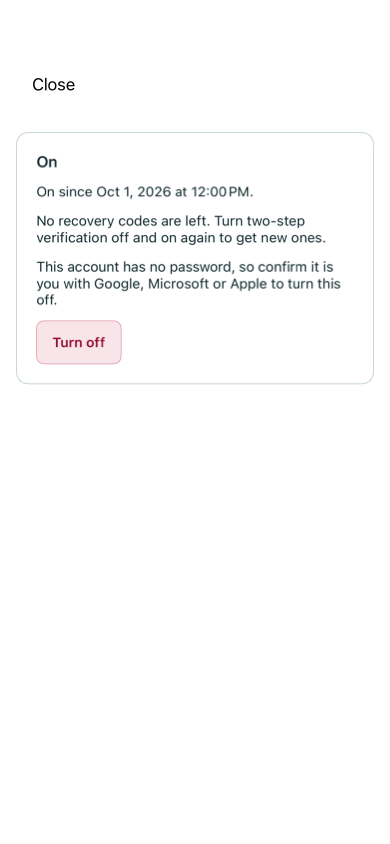 Close
On
On since Oct 1, 2026 at 12:00 PM.
No recovery codes are left. Turn two-step
verification off and on again to get new ones.
This account has no password, so confirm it is
you with Google, Microsoft or Apple to turn this
off.
Turn off